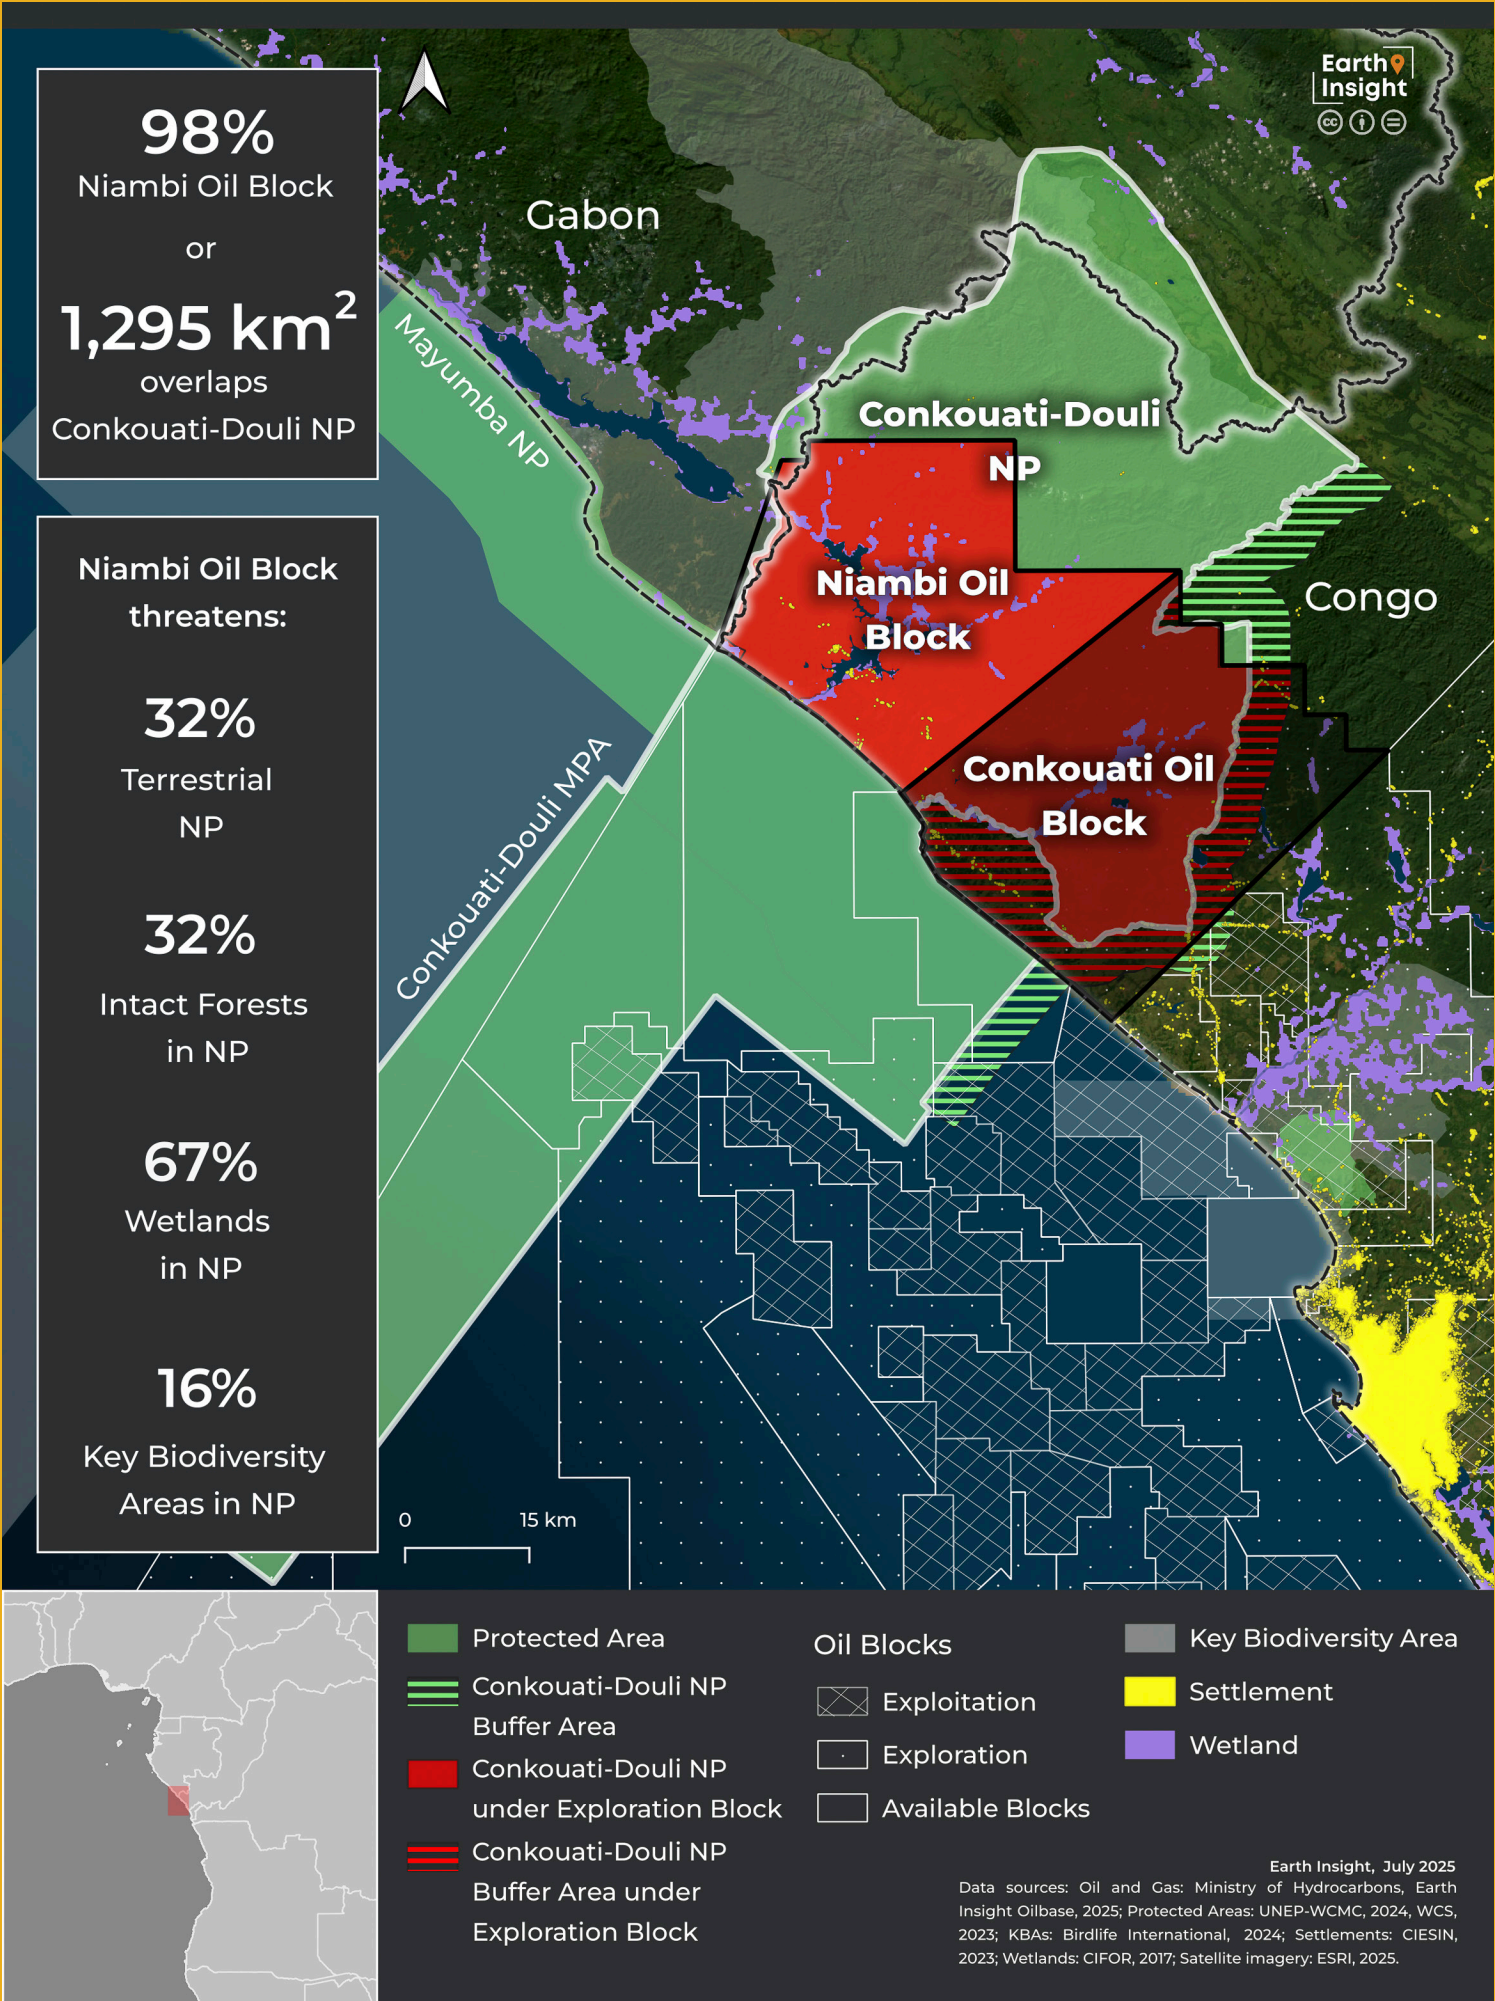 98%
Niambi Oil Block
or
1,295 km²
overlaps
Conkouati-Douli NP
Niambi Oil Block
threatens:
32%
Terrestrial
NP
32%
Intact Forests
in NP
67%
Wetlands
in NP
16%
Key Biodiversity
Areas in NP
Earth
Insight
cc
Gabon
Mayumba NP
Conkouati-Douli
NP
Niambi Oil
Block
Congo
Conkouati Oil
Block
Conkouati-Douli MPA
0 15 km
Protected Area
Conkouati-Douli NP
Buffer Area
Conkouati-Douli NP
under Exploration Block
Conkouati-Douli NP
Buffer Area under
Exploration Block
Oil Blocks
Exploitation
Exploration
Available Blocks
Key Biodiversity Area
Settlement
Wetland
Earth Insight, July 2025
Data sources: Oil and Gas: Ministry of Hydrocarbons, Earth
Insight Oilbase, 2025; Protected Areas: UNEP-WCMC, 2024, WCS,
2023; KBAs: Birdlife International, 2024; Settlements: CIESIN,
2023; Wetlands: CIFOR, 2017; Satellite imagery: ESRI, 2025.